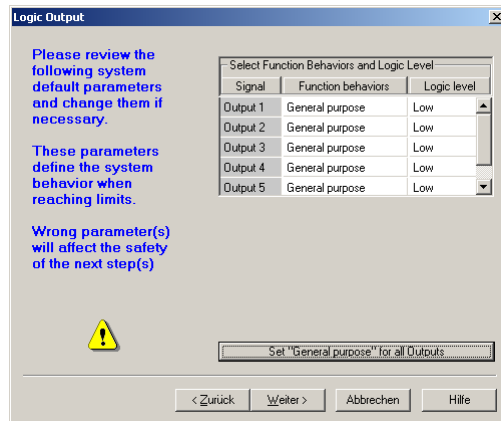 Logic Output
Please review the
following system
default parameters
and change them if
necessary.
These parameters
define the system
behavior when
reaching limits.
Wrong parameter(s)
will affect the safety
of the next step(s)
Select Function Behaviors and Logic Level
Signal Function behaviors Logic level
Output 1 General purpose Low
Output 2 General purpose Low
Output 3 General purpose Low
Output 4 General purpose Low
Output 5 General purpose Low
Set "General purpose" for all Outputs
< Zurück Weiter > Abbrechen Hilfe